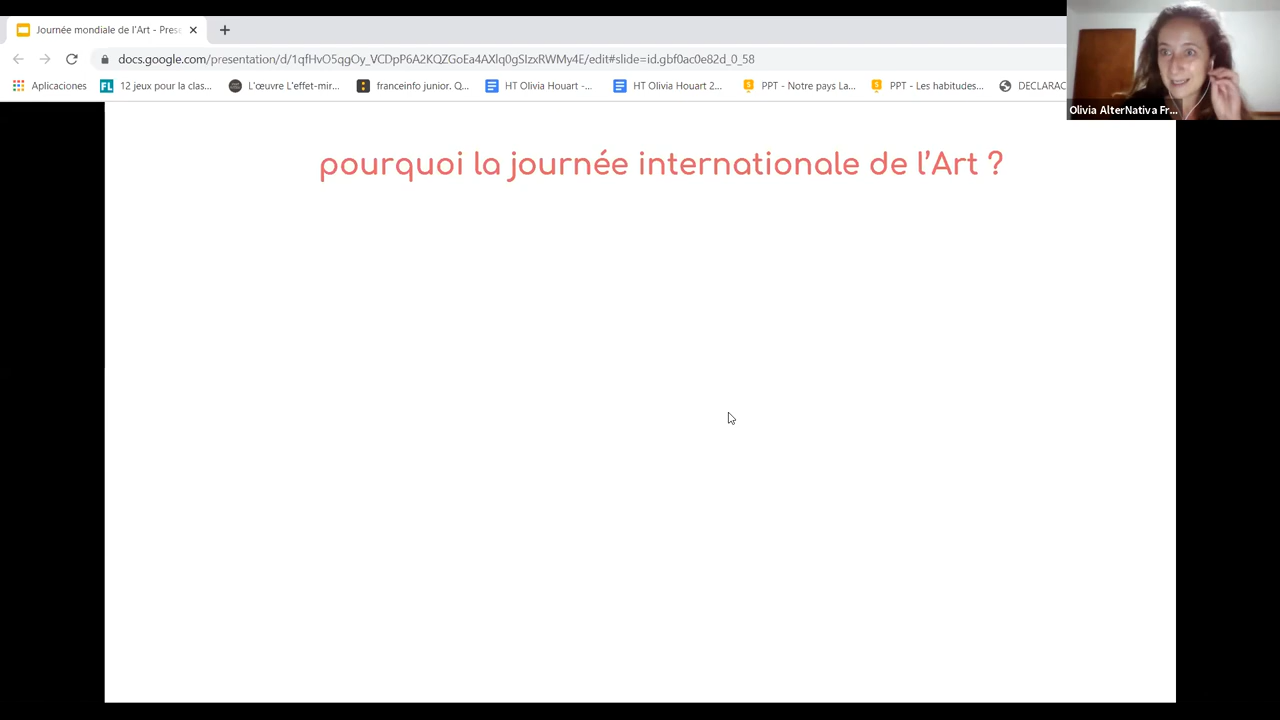 Journée mondiale de l'Art - Pres
docs.google.com/presentation/d/1qfHvO5qgOy_VCDpP6A2KQZGoEa4AXlq0gSIzxRWMy4E/edit#slide=id.gbf0ac0e82d_0_58
Aplicaciones FL 12 jeux pour la clas... L'œuvre L'effet-mir... franceinfo junior. Q... HT Olivia Houart -... HT Olivia Houart 2... PPT - Notre pays La... PPT - Les habitudes... DECLARAC
Olivia AlterNativa Fr...
pourquoi la journée internationale de l'Art ?